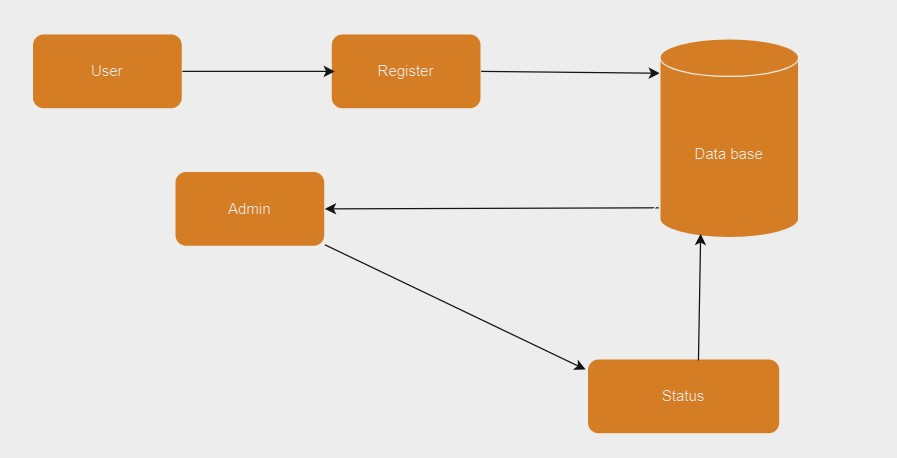 User
Register
Data base
Admin
Status